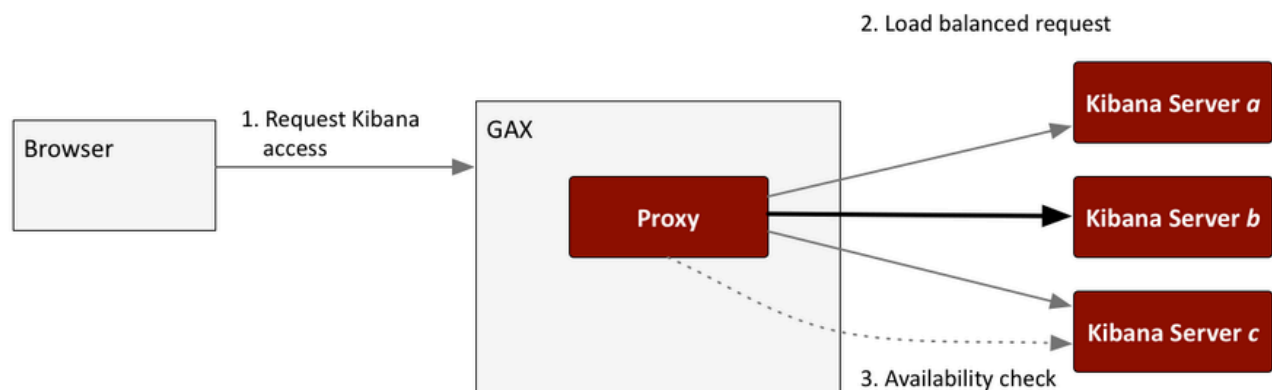 2. Load balanced request
Kibana Server a
1. Request Kibana
access
GAX
Browser
Proxy
Kibana Server b
Kibana Server c
3. Availability check